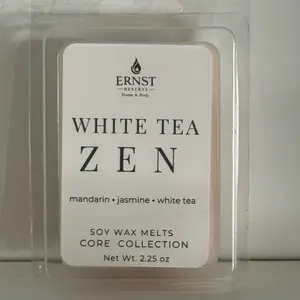 ERNST
RESERVE
Home & Body
WHITE TEA
ZEN
mandarin • jasmine • white tea
SOY WAX MELTS
CORE COLLECTION
Net Wt. 2.25 oz